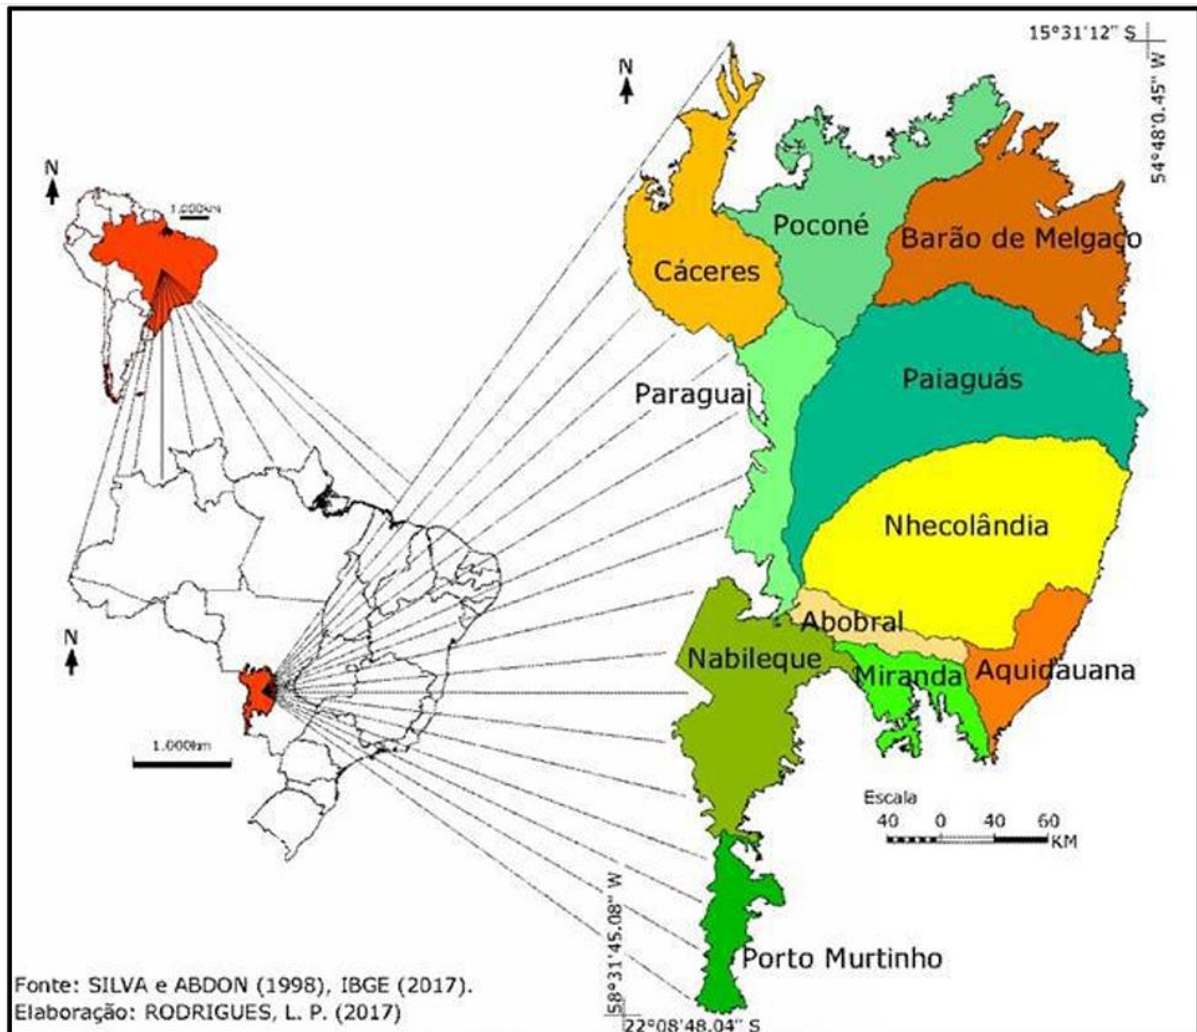 15°31'12" S
54°48'0.45" W
N
N
1.000km
Poconé
Barão de Melgaço
Cáceres
Paraguai
Paiaguás
Nhecolândia
Abobral
Nabileque
Miranda
Aquidauana
N
1.000km
Escala
40 0 40 60
KM
Porto Murtinho
58°31'45.08" W
22°08'48.04" S
Fonte: SILVA e ABDON (1998), IBGE (2017).
Elaboração: RODRIGUES, L. P. (2017)